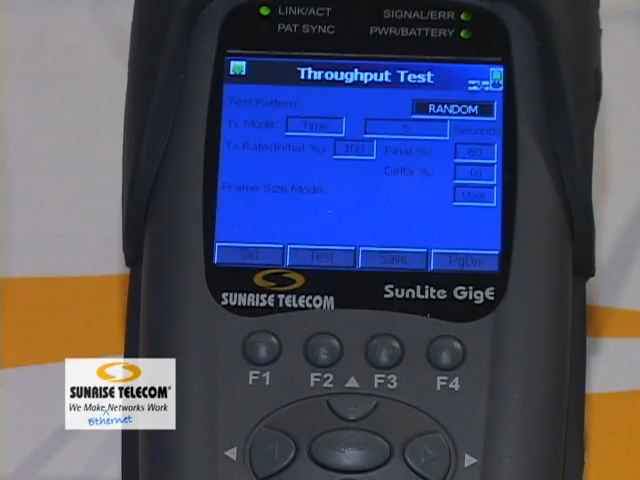 LINK/ACT SIGNAL/ERR
PAT SYNC PWR/BATTERY
Throughput Test
Test Pattern: RANDOM
Tx Mode: Time 5 Seconds
Tx Rate(Initial %): 100 Final %: 60
Delta %: 10
Frame Size Mode: User
Test Save PgDn
SUNRISE TELECOM SunLite GigE
F1 F2 F3 F4
SUNRISE TELECOM®
We Make Networks Work
Ethernet